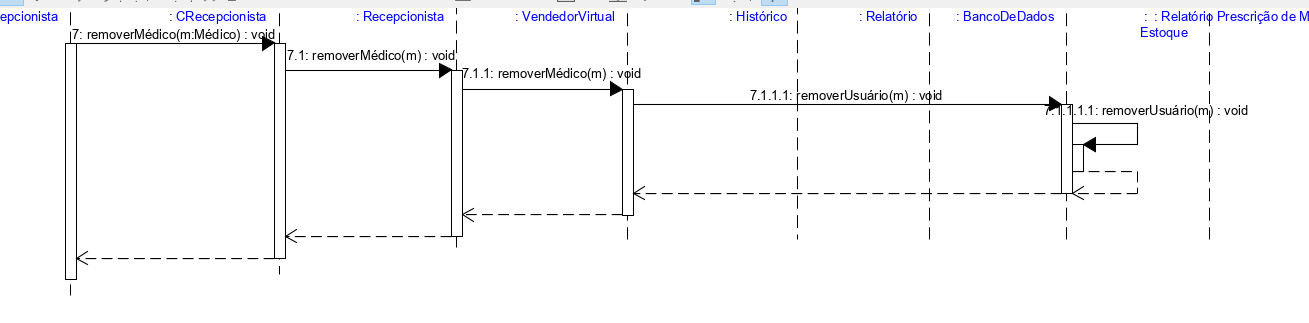 epcionista
: CRecepcionista
: Recepcionista
: VendedorVirtual
: Histórico
: Relatório
: BancoDeDados
: : Relatório Prescrição de M
Estoque
7: removerMédico(m:Médico) : void
7.1: removerMédico(m) : void
7.1.1: removerMédico(m) : void
7.1.1.1: removerUsuário(m) : void
7.1.1.1.1: removerUsuário(m) : void